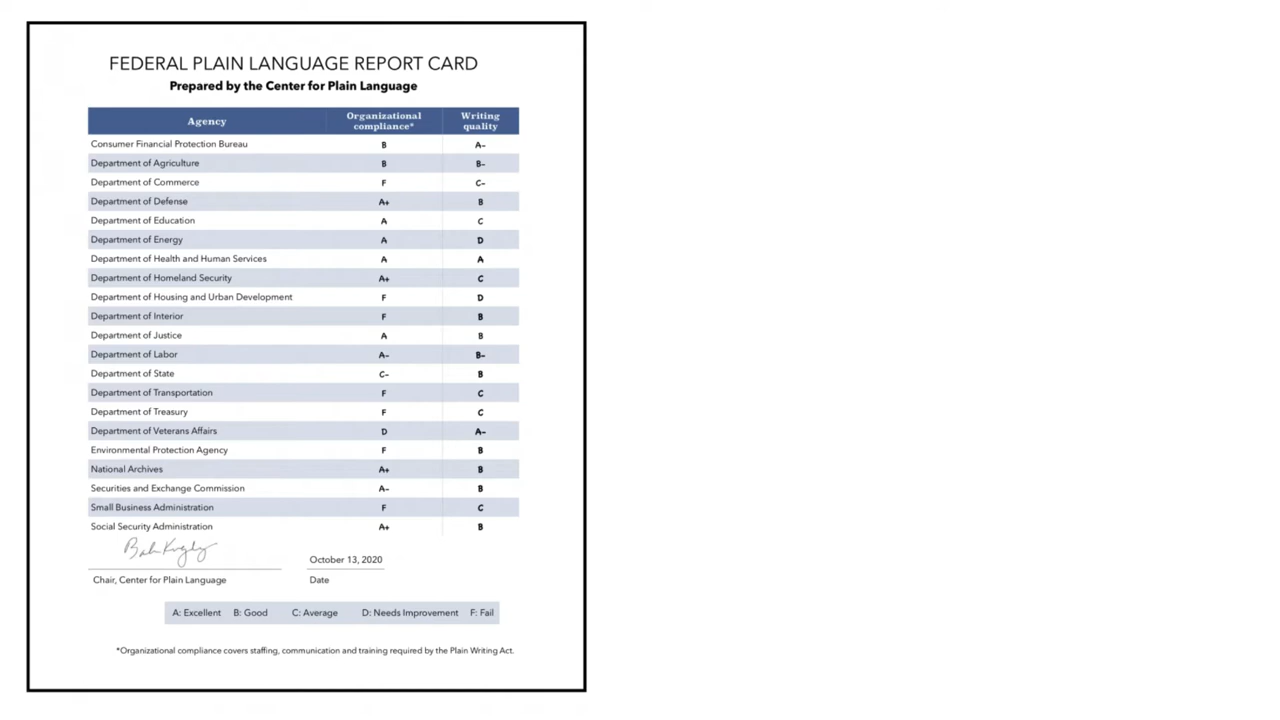 FEDERAL PLAIN LANGUAGE REPORT CARD
Prepared by the Center for Plain Language
Agency Organizational compliance* Writing quality
Consumer Financial Protection Bureau B A-
Department of Agriculture B B-
Department of Commerce F C-
Department of Defense A+ B
Department of Education A C
Department of Energy A D
Department of Health and Human Services A A
Department of Homeland Security A+ C
Department of Housing and Urban Development F D
Department of Interior F B
Department of Justice A B
Department of Labor A- B-
Department of State C- B
Department of Transportation F C
Department of Treasury F C
Department of Veterans Affairs D A-
Environmental Protection Agency F B
National Archives A+ B
Securities and Exchange Commission A- B
Small Business Administration F C
Social Security Administration A+ B
October 13, 2020
Chair, Center for Plain Language Date
A: Excellent B: Good C: Average D: Needs Improvement F: Fail
*Organizational compliance covers staffing, communication and training required by the Plain Writing Act.